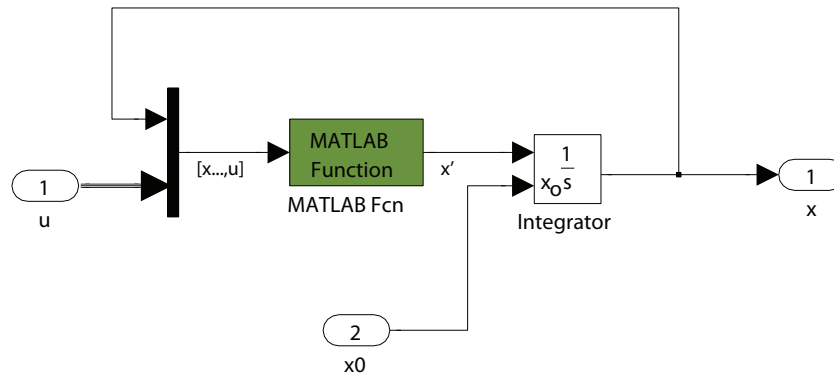 1
u
[x...,u]
MATLAB
Function
MATLAB Fcn
x'
1
s
xo
Integrator
1
x
2
x0